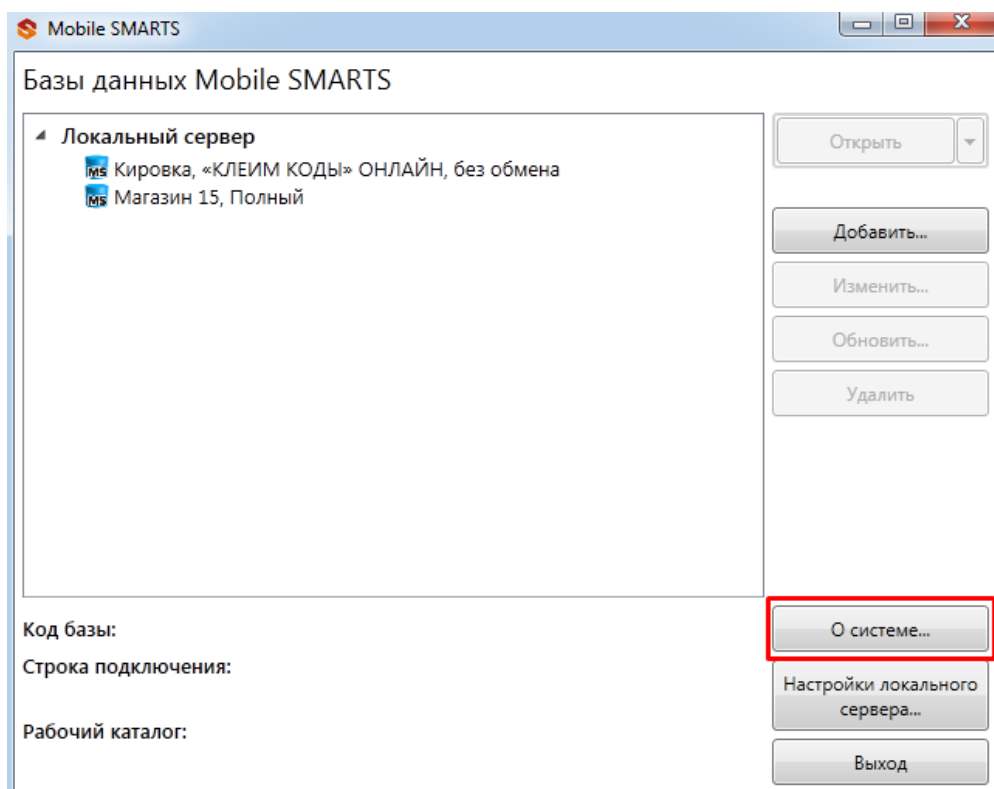 Mobile SMARTS
Базы данных Mobile SMARTS
Локальный сервер
Кировка, «КЛЕИМ КОДЫ» ОНЛАЙН, без обмена
Магазин 15, Полный
Открыть
Добавить...
Изменить...
Обновить...
Удалить
Код базы:
Строка подключения:
Рабочий каталог:
О системе...
Настройки локального
сервера...
Выход